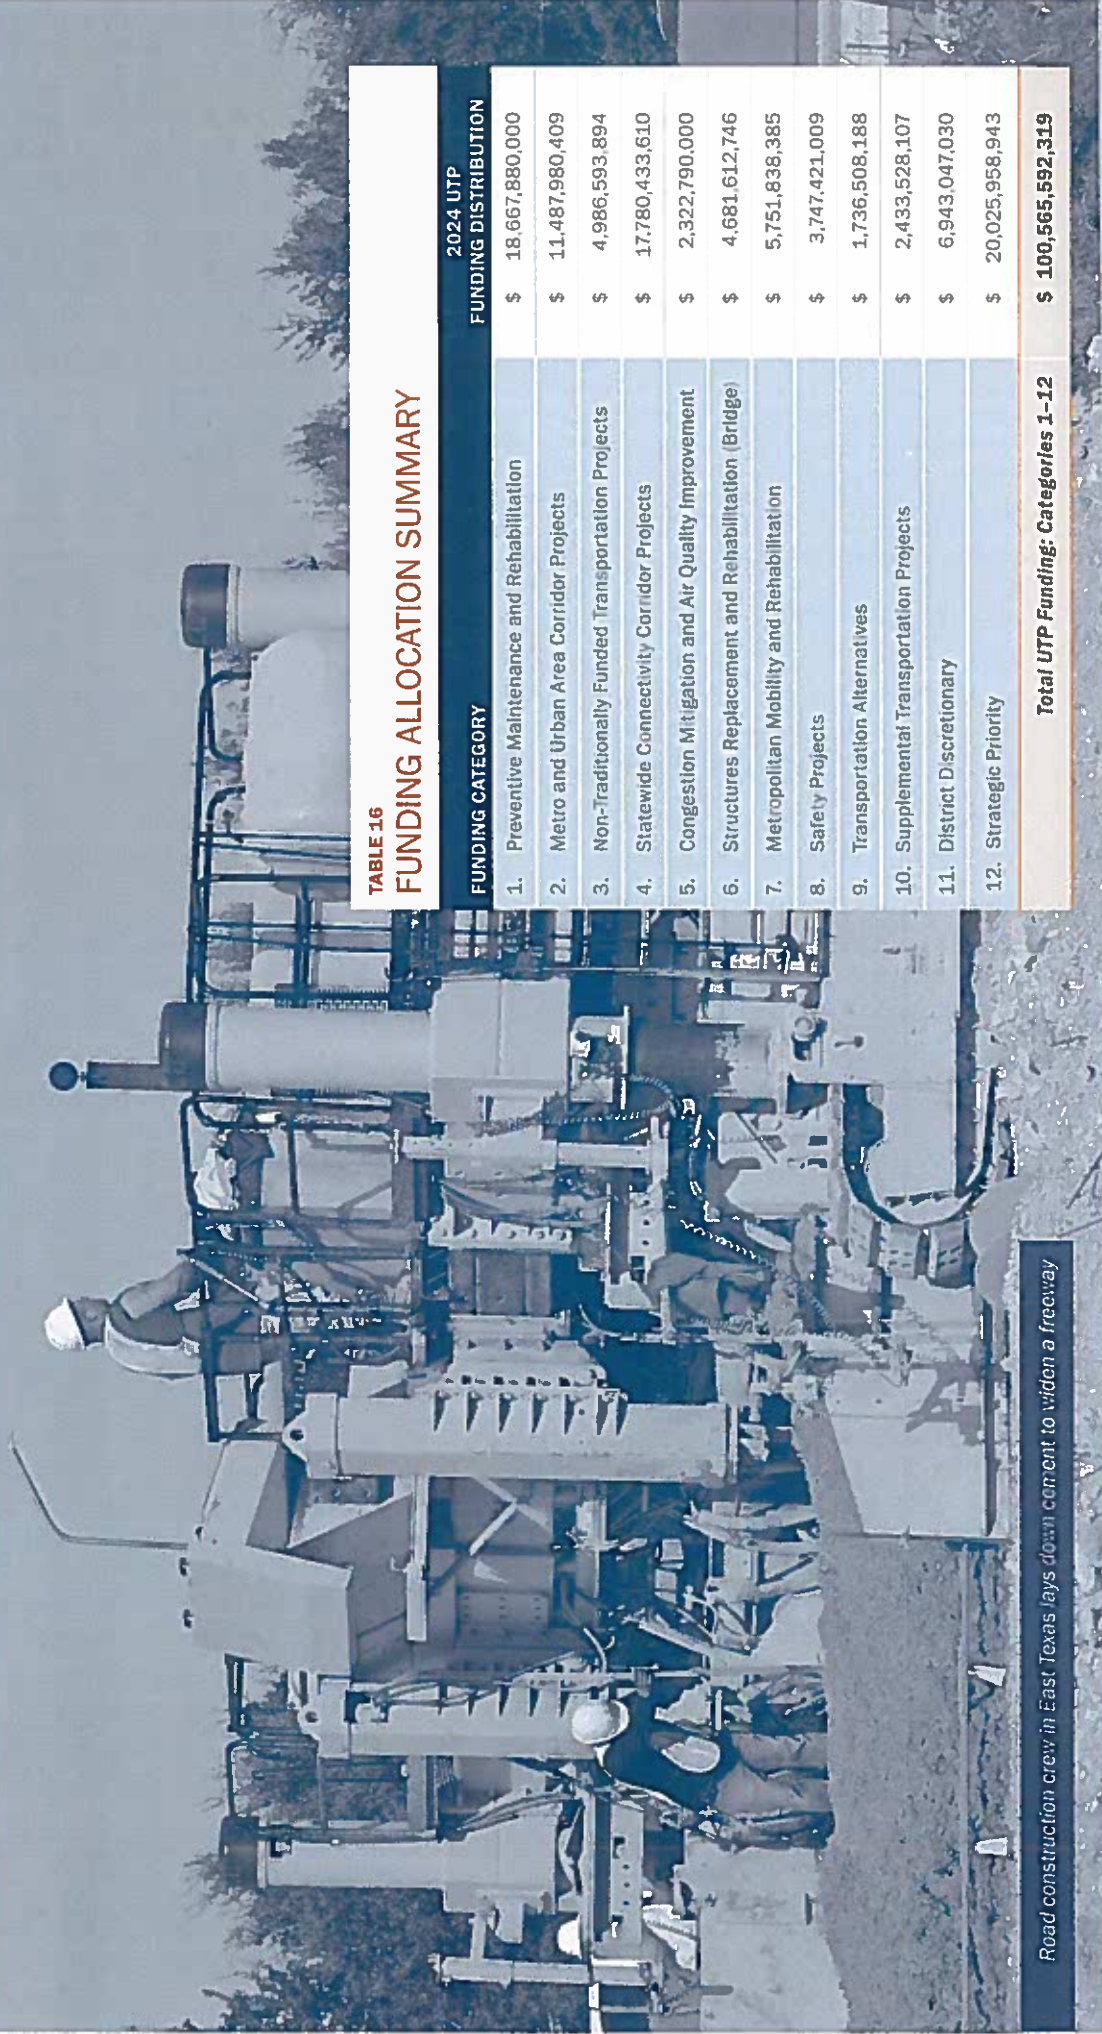 TABLE 16
FUNDING ALLOCATION SUMMARY
FUNDING CATEGORY 2024 UTP FUNDING DISTRIBUTION
1. Preventive Maintenance and Rehabilitation $ 18,667,880,000
2. Metro and Urban Area Corridor Projects $ 11,487,980,409
3. Non-Traditionally Funded Transportation Projects $ 4,986,593,894
4. Statewide Connectivity Corridor Projects $ 17,780,433,610
5. Congestion Mitigation and Air Quality Improvement $ 2,322,790,000
6. Structures Replacement and Rehabilitation (Bridge) $ 4,681,612,746
7. Metropolitan Mobility and Rehabilitation $ 5,751,838,385
8. Safety Projects $ 3,747,421,009
9. Transportation Alternatives $ 1,736,508,188
10. Supplemental Transportation Projects $ 2,433,528,107
11. District Discretionary $ 6,943,047,030
12. Strategic Priority $ 20,025,958,943
Total UTP Funding: Categories 1–12 $ 100,565,592,319
Road construction crew in East Texas lays down cement to widen a freeway